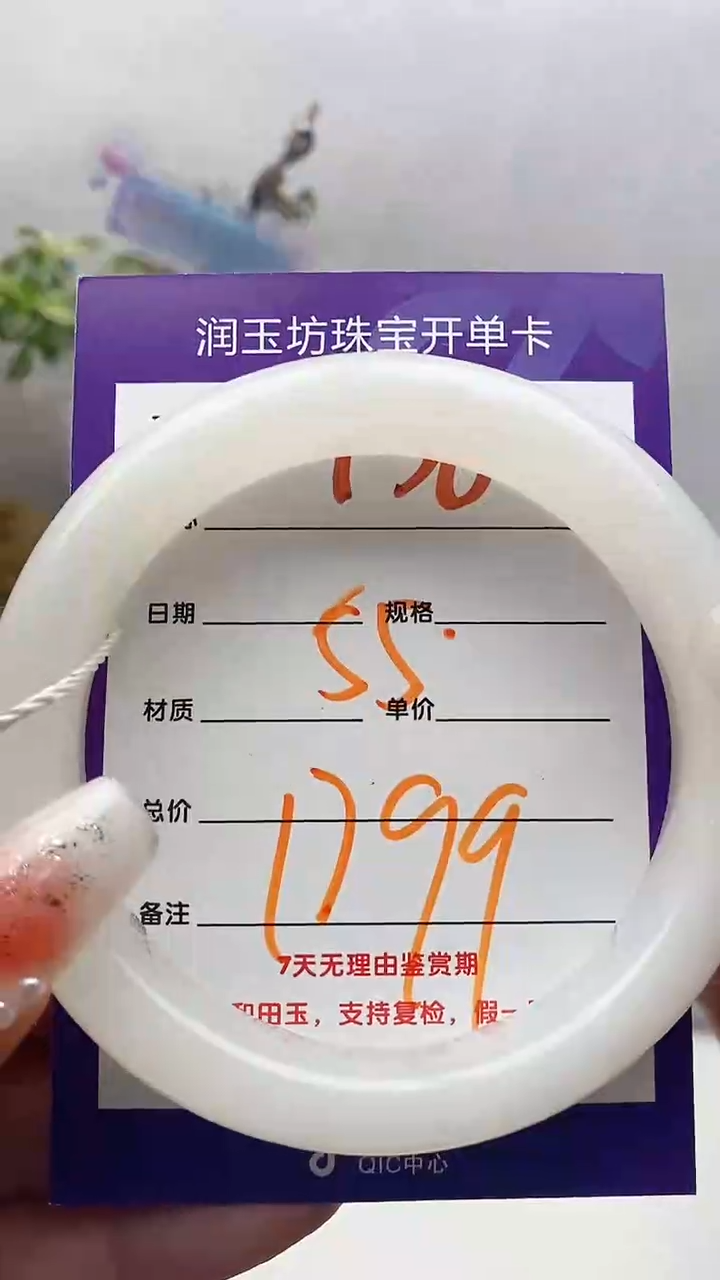 润玉坊珠宝开单卡
日期 规格
55.
材质 单价
总价
1799
备注
7天无理由鉴赏期
和田玉，支持复检，假一
QIC中心